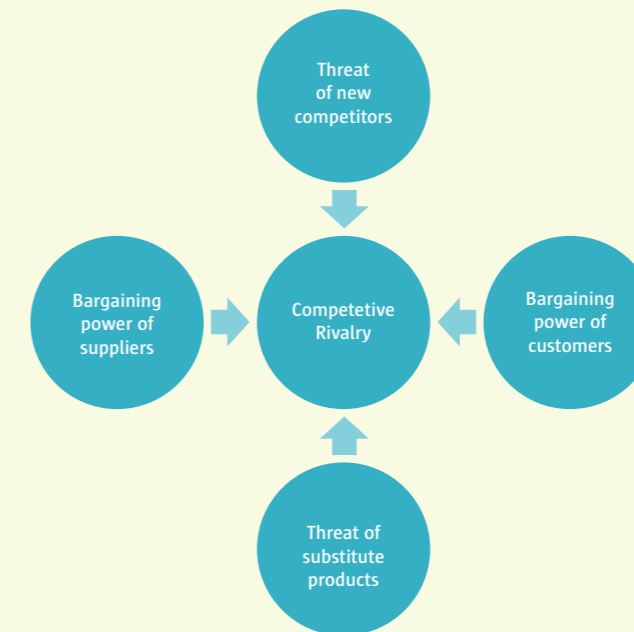 Threat
of new
competitors
Bargaining
power of
suppliers
Competetive
Rivalry
Bargaining
power of
customers
Threat of
substitute
products